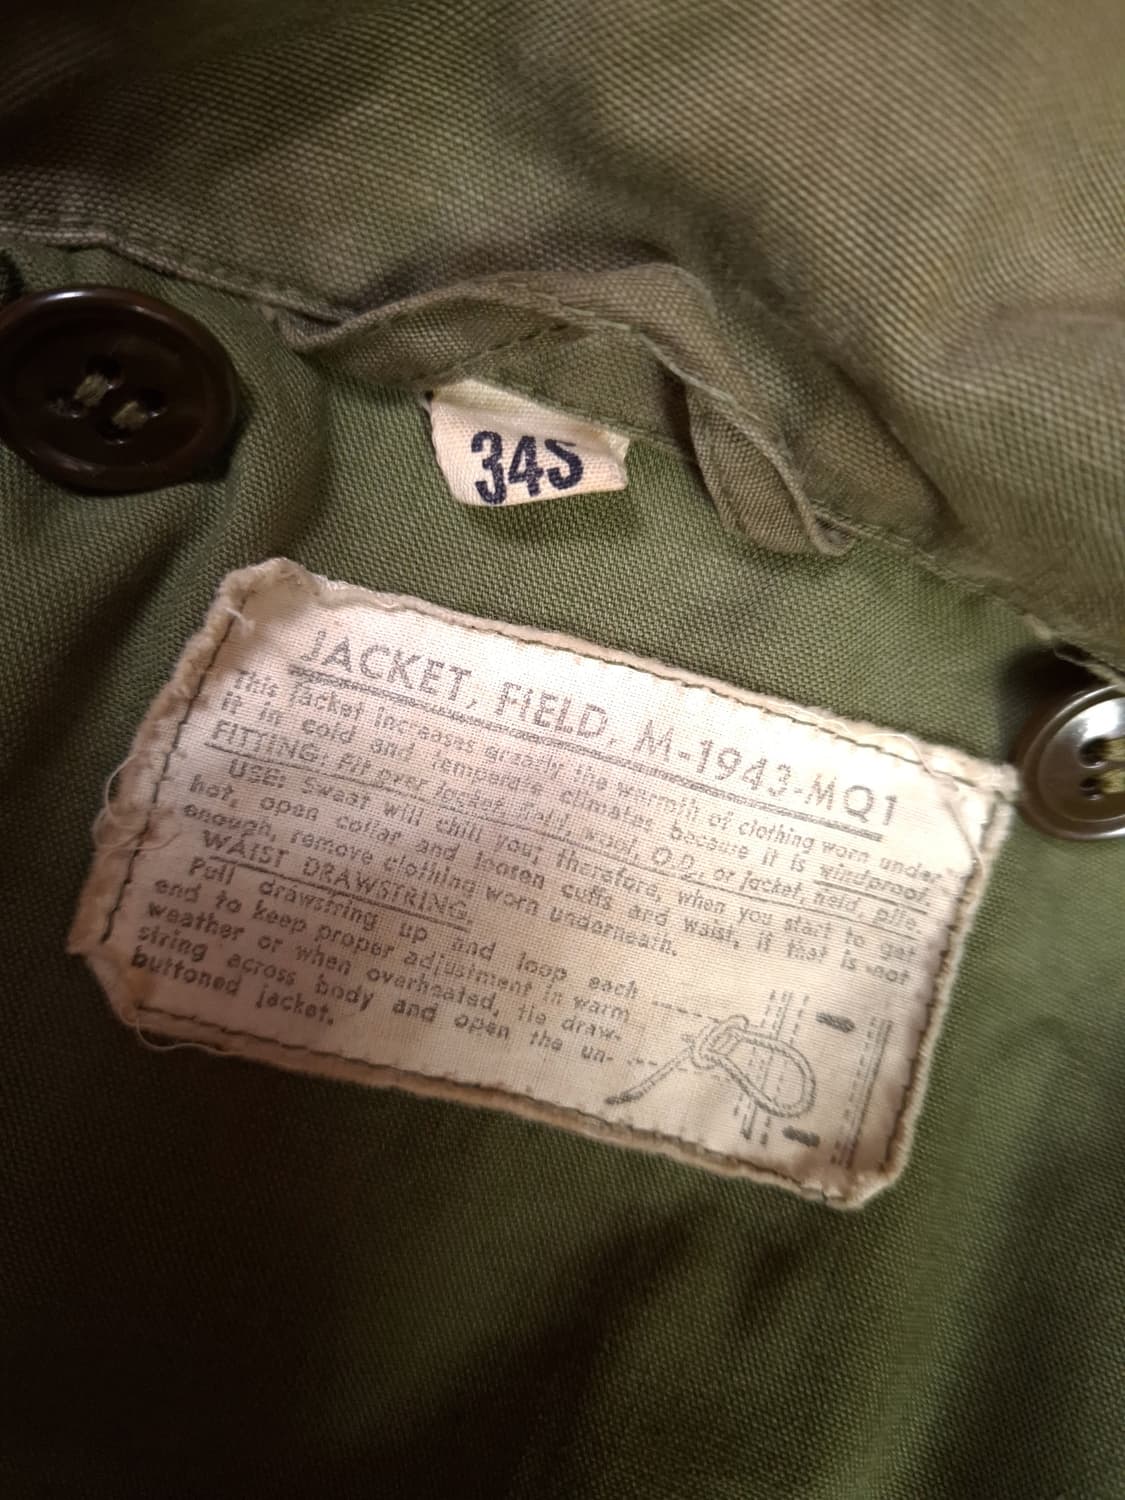 34S
JACKET, FIELD, M-1943-MQ1
This jacket increases greatly the warmth of clothing worn under
it in cold and temperate climates because it is windproof.
FITTING: Fit over jacket, field, wool, O.D., or jacket, field, pile.
USE: Sweat will chill you; therefore, when you start to get
hot, open collar and loosen cuffs and waist, if that is not
enough, remove clothing worn underneath.
WAIST DRAWSTRING.
Pull drawstring up and loop each
end to keep proper adjustment in warm
weather or when overheated, tie draw-
string across body and open the un-
buttoned jacket.